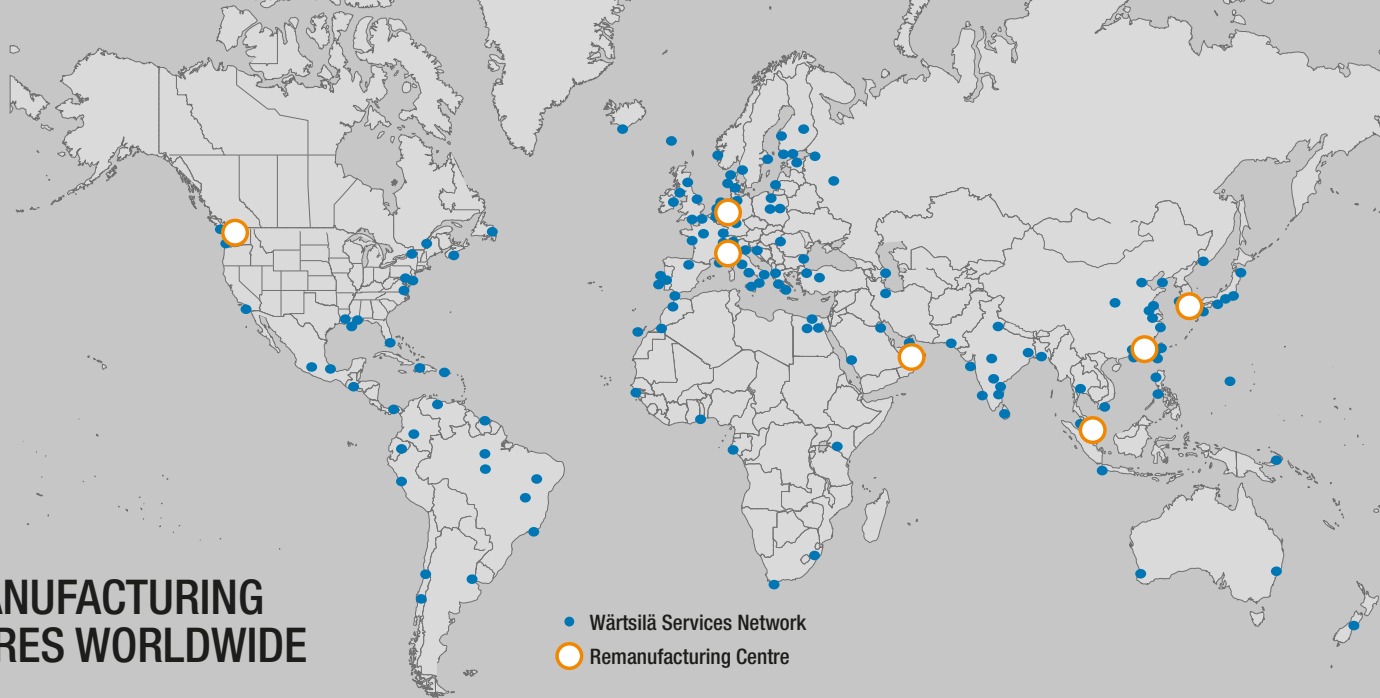 ANUFACTURING
RES WORLDWIDE
Wärtsilä Services Network
Remanufacturing Centre